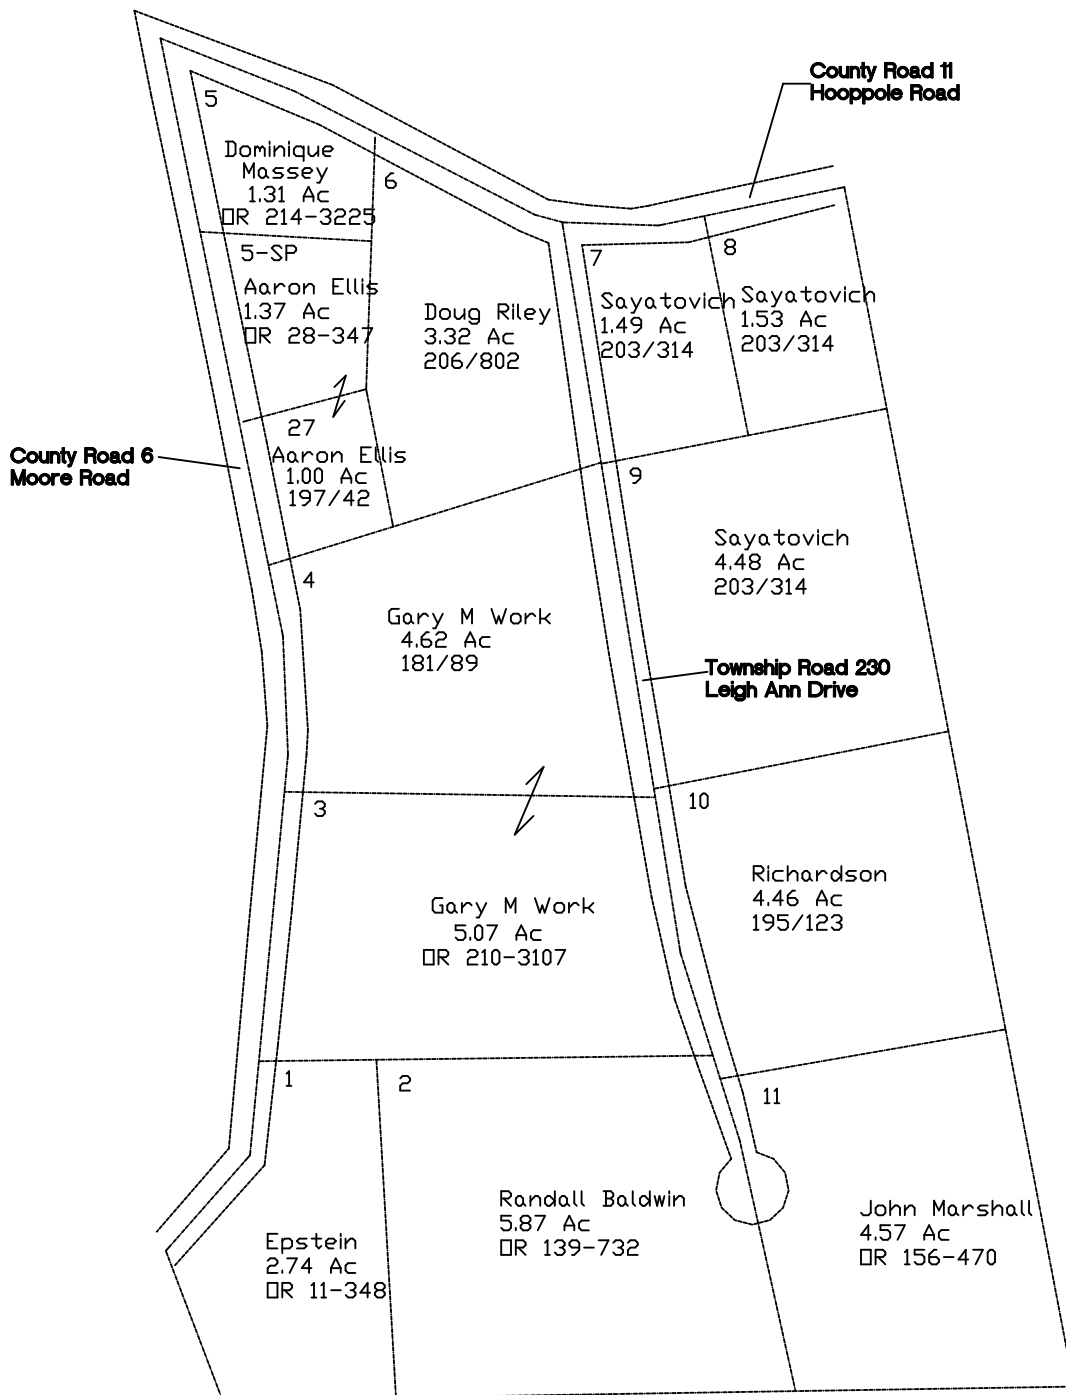 County Road 11
Hooppole Road
5
Dominique
Massey
1.31 Ac
OR 214-3225
6
5-SP
Aaron Ellis
1.37 Ac
OR 28-347
Doug Riley
3.32 Ac
206/802
7
Sayatovich
1.49 Ac
203/314
8
Sayatovich
1.53 Ac
203/314
27
Aaron Ellis
1.00 Ac
197/42
County Road 6
Moore Road
9
Sayatovich
4.48 Ac
203/314
4
Gary M Work
4.62 Ac
181/89
Township Road 230
Leigh Ann Drive
3
10
Richardson
4.46 Ac
195/123
Gary M Work
5.07 Ac
OR 210-3107
1
2
11
Randall Baldwin
5.87 Ac
OR 139-732
John Marshall
4.57 Ac
OR 156-470
Epstein
2.74 Ac
OR 11-348